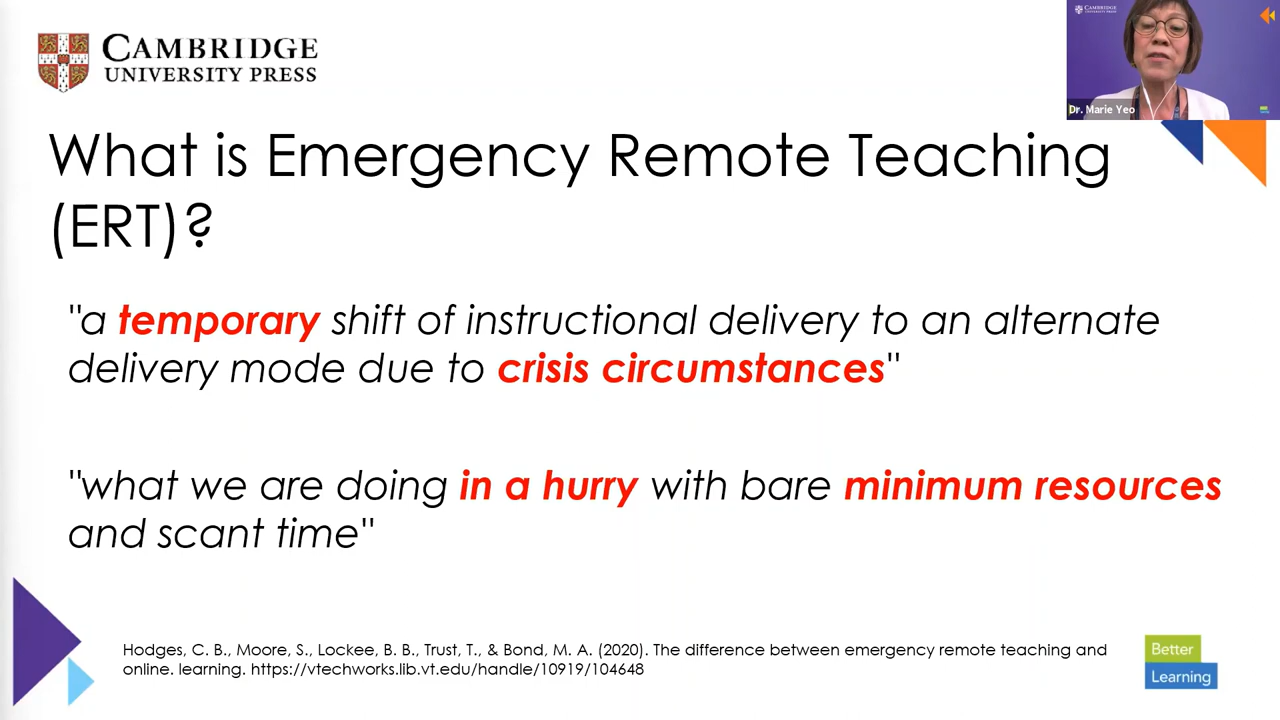 CAMBRIDGE
UNIVERSITY PRESS
CAMBRIDGE
UNIVERSITY PRESS
Dr. Marie Yeo
What is Emergency Remote Teaching
(ERT)?
"a temporary shift of instructional delivery to an alternate
delivery mode due to crisis circumstances"
"what we are doing in a hurry with bare minimum resources
and scant time"
Hodges, C. B., Moore, S., Lockee, B. B., Trust, T., & Bond, M. A. (2020). The difference between emergency remote teaching and
online. learning. https://vtechworks.lib.vt.edu/handle/10919/104648
Better
Learning